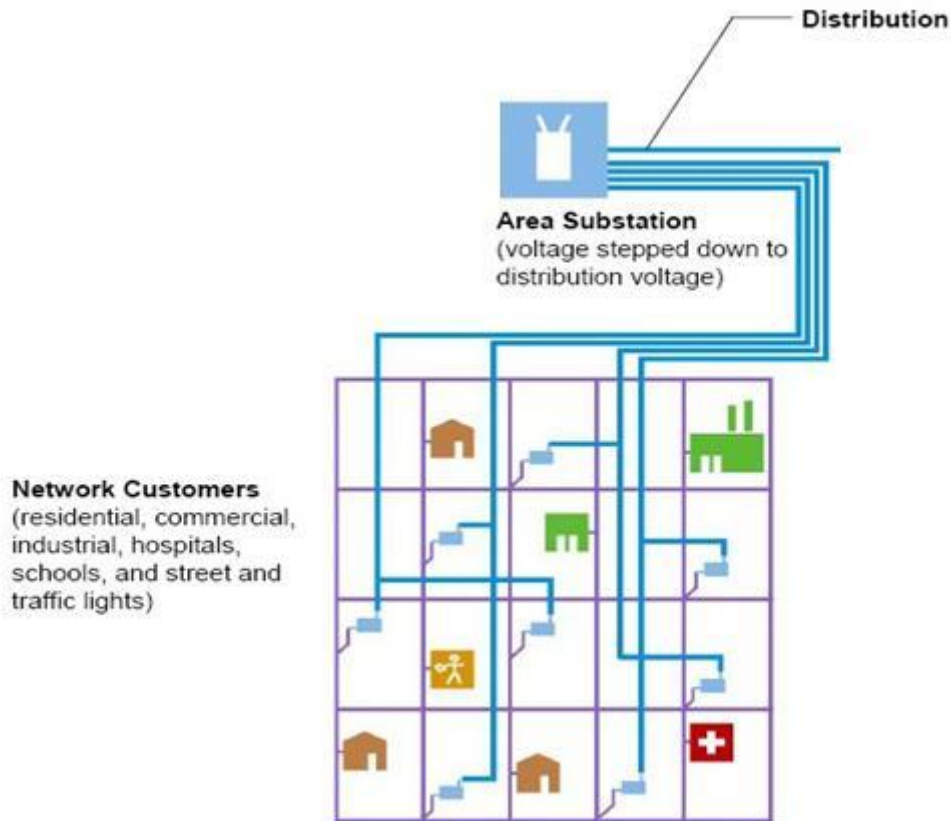 Distribution
Area Substation
(voltage stepped down to
distribution voltage)
Network Customers
(residential, commercial,
industrial, hospitals,
schools, and street and
traffic lights)